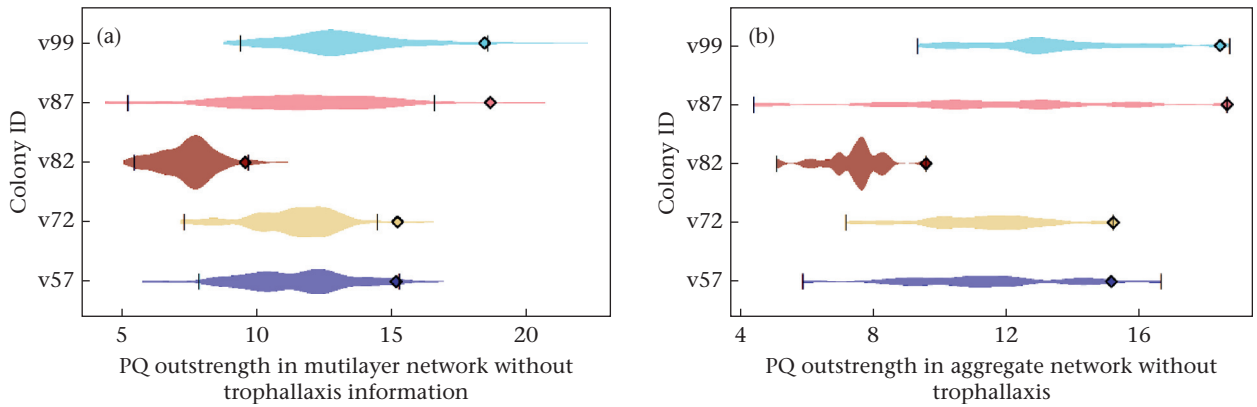 (a)
v99
v87
v82
v72
v57
Colony ID
5 10 15 20
PQ outstrength in mutilayer network without
trophallaxis information
(b)
v99
v87
v82
v72
v57
Colony ID
4 8 12 16
PQ outstrength in aggregate network without
trophallaxis